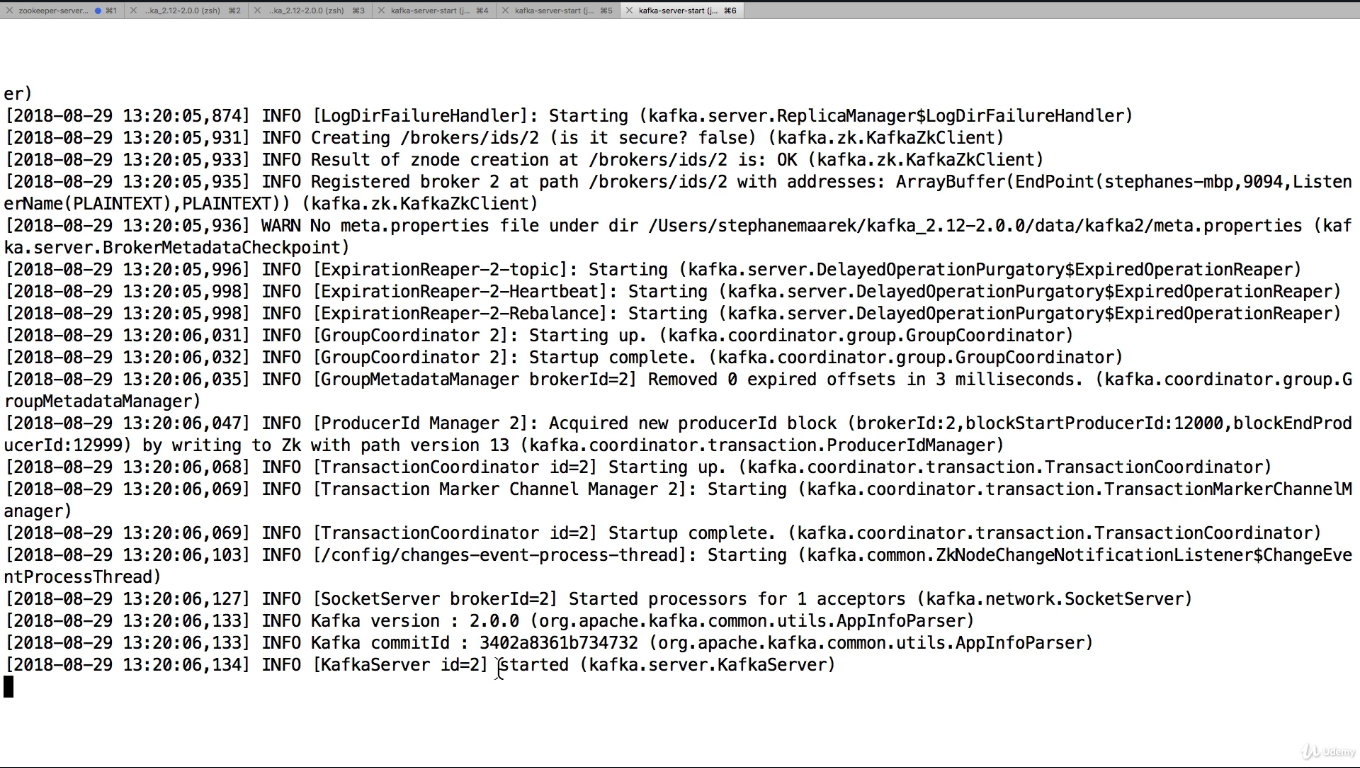 zookeeper-server... ⌘1 ..ka_2.12-2.0.0 (zsh) ⌘2 ..ka_2.12-2.0.0 (zsh) ⌘3 kafka-server-start (j... ⌘4 kafka-server-start (j... ⌘5 kafka-server-start (j... ⌘6
er)
[2018-08-29 13:20:05,874] INFO [LogDirFailureHandler]: Starting (kafka.server.ReplicaManager$LogDirFailureHandler)
[2018-08-29 13:20:05,931] INFO Creating /brokers/ids/2 (is it secure? false) (kafka.zk.KafkaZkClient)
[2018-08-29 13:20:05,933] INFO Result of znode creation at /brokers/ids/2 is: OK (kafka.zk.KafkaZkClient)
[2018-08-29 13:20:05,935] INFO Registered broker 2 at path /brokers/ids/2 with addresses: ArrayBuffer(EndPoint(stephanes-mbp,9094,Listen
erName(PLAINTEXT),PLAINTEXT)) (kafka.zk.KafkaZkClient)
[2018-08-29 13:20:05,936] WARN No meta.properties file under dir /Users/stephanemaarek/kafka_2.12-2.0.0/data/kafka2/meta.properties (kaf
ka.server.BrokerMetadataCheckpoint)
[2018-08-29 13:20:05,996] INFO [ExpirationReaper-2-topic]: Starting (kafka.server.DelayedOperationPurgatory$ExpiredOperationReaper)
[2018-08-29 13:20:05,998] INFO [ExpirationReaper-2-Heartbeat]: Starting (kafka.server.DelayedOperationPurgatory$ExpiredOperationReaper)
[2018-08-29 13:20:05,998] INFO [ExpirationReaper-2-Rebalance]: Starting (kafka.server.DelayedOperationPurgatory$ExpiredOperationReaper)
[2018-08-29 13:20:06,031] INFO [GroupCoordinator 2]: Starting up. (kafka.coordinator.group.GroupCoordinator)
[2018-08-29 13:20:06,032] INFO [GroupCoordinator 2]: Startup complete. (kafka.coordinator.group.GroupCoordinator)
[2018-08-29 13:20:06,035] INFO [GroupMetadataManager brokerId=2] Removed 0 expired offsets in 3 milliseconds. (kafka.coordinator.group.G
roupMetadataManager)
[2018-08-29 13:20:06,047] INFO [ProducerId Manager 2]: Acquired new producerId block (brokerId:2,blockStartProducerId:12000,blockEndProd
ucerId:12999) by writing to Zk with path version 13 (kafka.coordinator.transaction.ProducerIdManager)
[2018-08-29 13:20:06,068] INFO [TransactionCoordinator id=2] Starting up. (kafka.coordinator.transaction.TransactionCoordinator)
[2018-08-29 13:20:06,069] INFO [Transaction Marker Channel Manager 2]: Starting (kafka.coordinator.transaction.TransactionMarkerChannelM
anager)
[2018-08-29 13:20:06,069] INFO [TransactionCoordinator id=2] Startup complete. (kafka.coordinator.transaction.TransactionCoordinator)
[2018-08-29 13:20:06,103] INFO [/config/changes-event-process-thread]: Starting (kafka.common.ZkNodeChangeNotificationListener$ChangeEve
ntProcessThread)
[2018-08-29 13:20:06,127] INFO [SocketServer brokerId=2] Started processors for 1 acceptors (kafka.network.SocketServer)
[2018-08-29 13:20:06,133] INFO Kafka version : 2.0.0 (org.apache.kafka.common.utils.AppInfoParser)
[2018-08-29 13:20:06,133] INFO Kafka commitId : 3402a8361b734732 (org.apache.kafka.common.utils.AppInfoParser)
[2018-08-29 13:20:06,134] INFO [KafkaServer id=2] started (kafka.server.KafkaServer)
Udemy